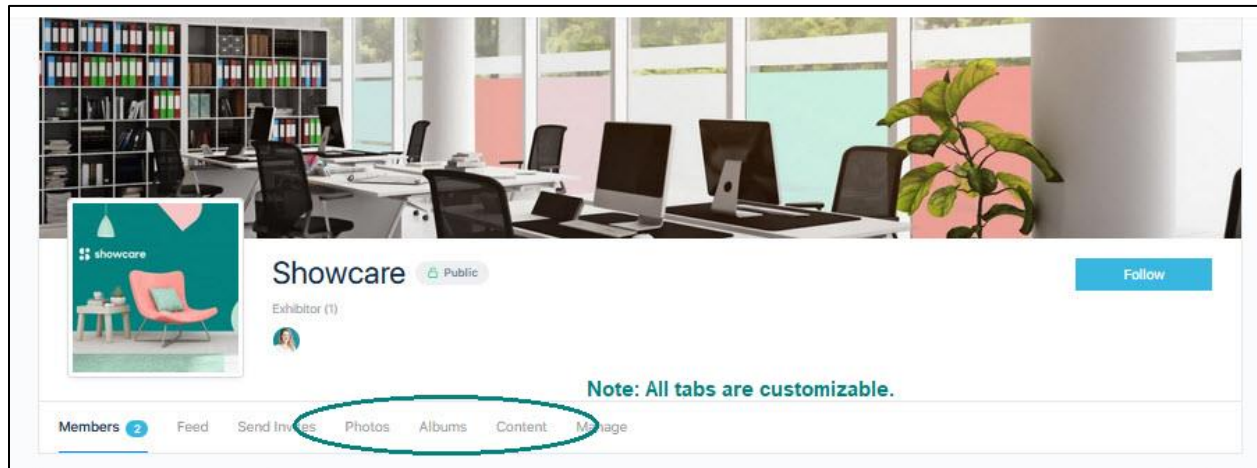 showcare
Showcare Public
Follow
Exhibitor (1)
Note: All tabs are customizable.
Members 2 Feed Send Invites Photos Albums Content Manage